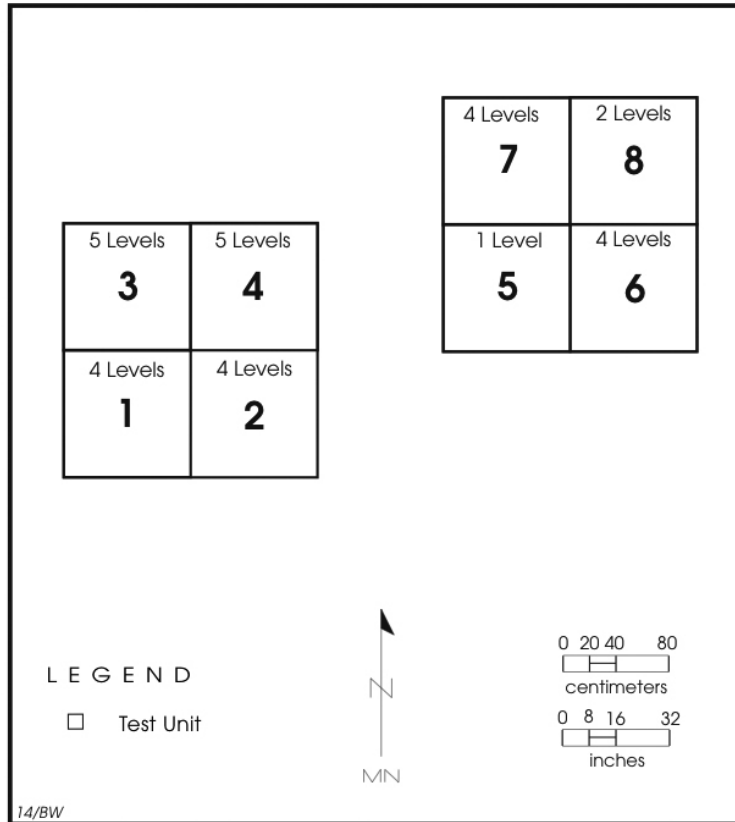 4 Levels
2 Levels
7
8
5 Levels
5 Levels
1 Level
4 Levels
3
4
5
6
4 Levels
4 Levels
1
2
LEGEND
Test Unit
N
MN
0 20 40 80
centimeters
0 8 16 32
inches
14/BW